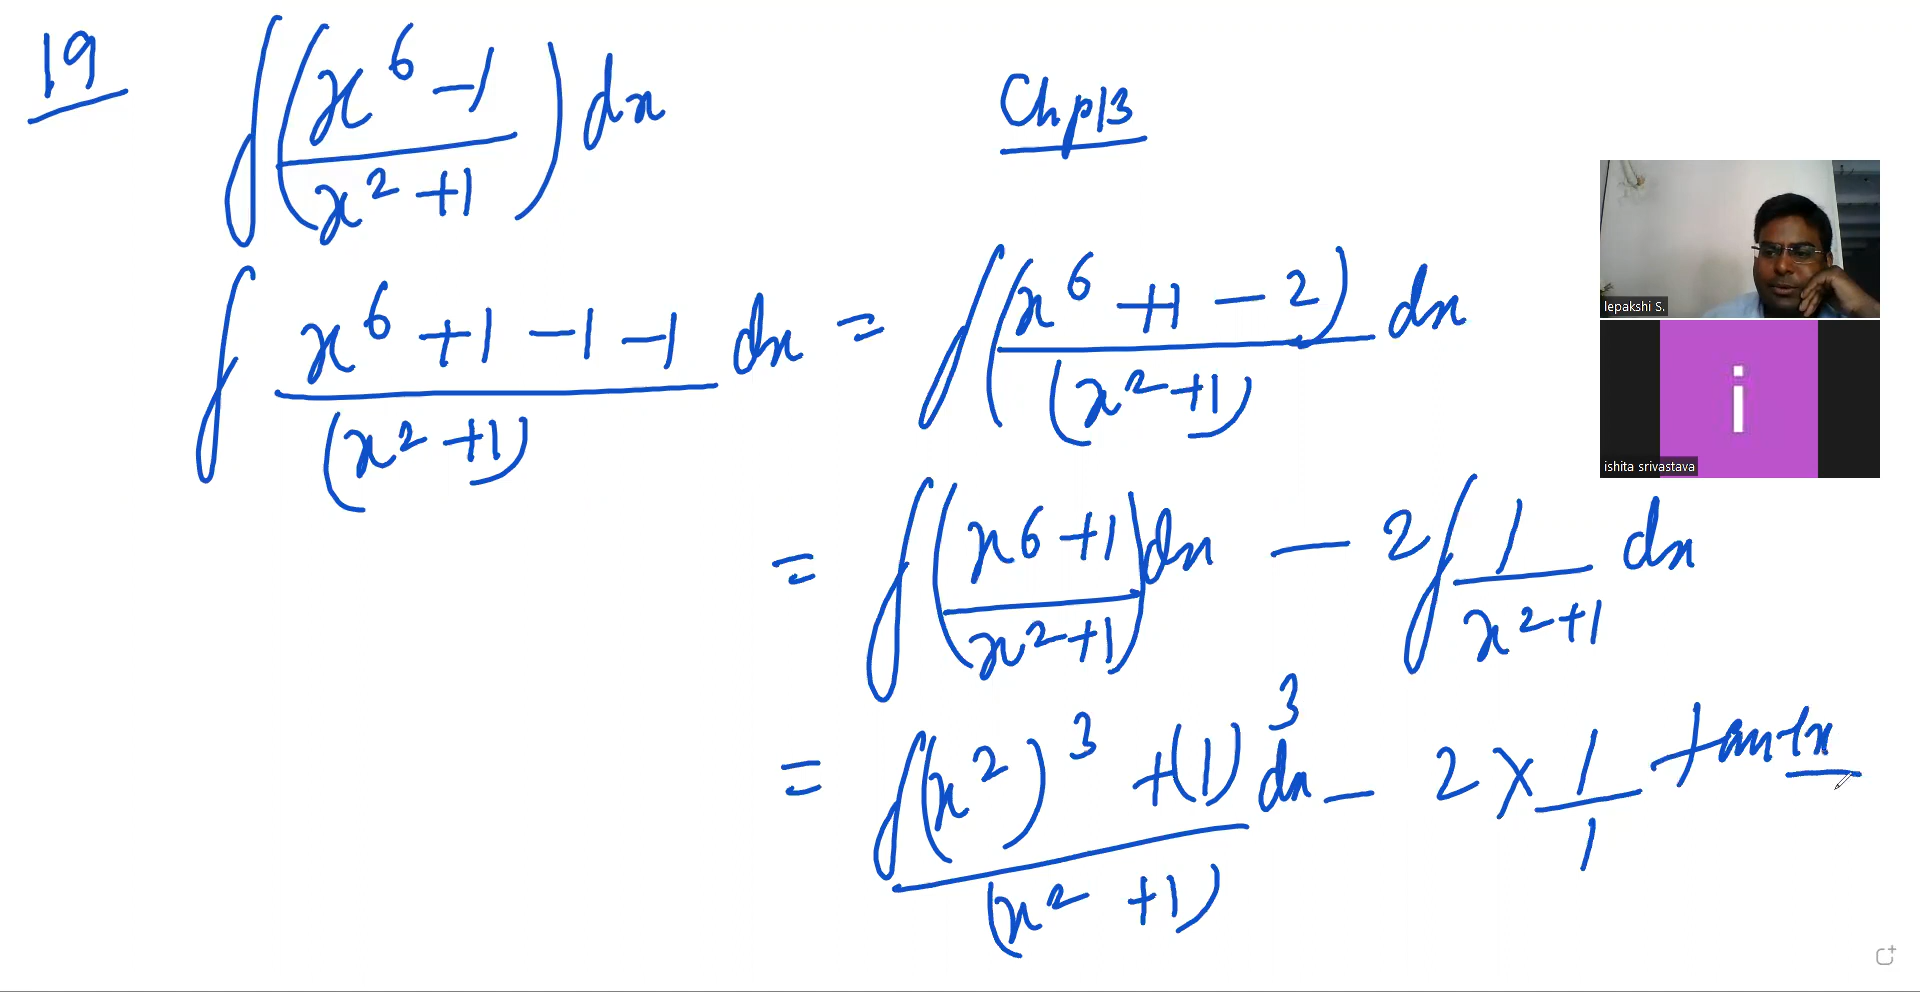 19 ∫((x⁶ - 1)/(x² + 1)) dx
Chp13
∫ (x⁶ + 1 - 1 - 1)/(x² + 1) dx = ∫((x⁶ + 1 - 2)/(x² + 1)) dx
= ∫((x⁶ + 1)/(x² + 1)) dx - 2∫ 1/(x² + 1) dx
= ∫ ((x²)³ + (1)³)/(x² + 1) dx - 2 × 1/1 tan⁻¹x
lepakshi S.
i
ishita srivastava